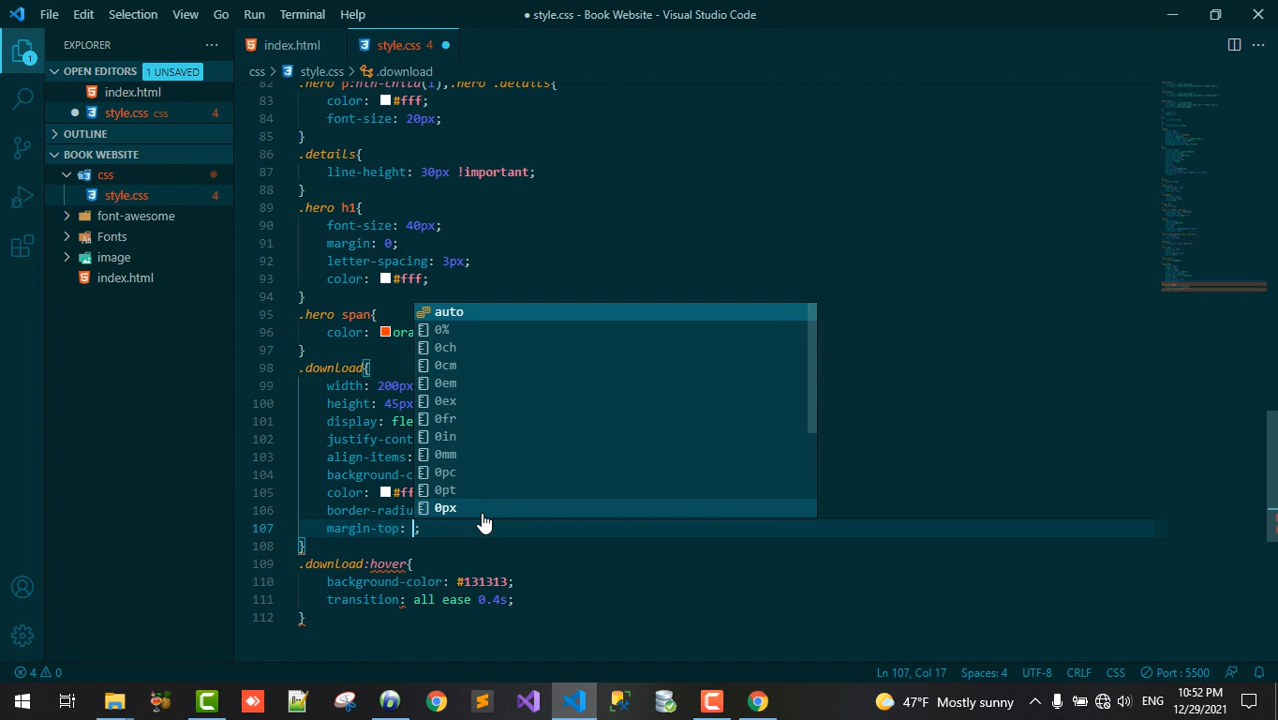 File Edit Selection View Go Run Terminal Help
● style.css - Book Website - Visual Studio Code
EXPLORER ···
OPEN EDITORS 1 UNSAVED
index.html
style.css css 4
OUTLINE
BOOK WEBSITE
css
style.css 4
font-awesome
Fonts
image
index.html
index.html
style.css 4 ●
css > style.css > .download
82 .hero p:nth-child(1),.hero .details{
83 color: #fff;
84 font-size: 20px;
85 }
86 .details{
87 line-height: 30px !important;
88 }
89 .hero h1{
90 font-size: 40px;
91 margin: 0;
92 letter-spacing: 3px;
93 color: #fff;
94 }
95 .hero span{
96 color: ora
97 }
98 .download{
99 width: 200px
100 height: 45px
101 display: fle
102 justify-cont
103 align-items:
104 background-c
105 color: #ff
106 border-radiu
107 margin-top: ;
108 }
109 .download:hover{
110 background-color: #131313;
111 transition: all ease 0.4s;
112 }
auto
0%
0ch
0cm
0em
0ex
0fr
0in
0mm
0pc
0pt
0px
4 0
Ln 107, Col 17 Spaces: 4 UTF-8 CRLF CSS Port : 5500
47°F Mostly sunny
ENG
10:52 PM
12/29/2021